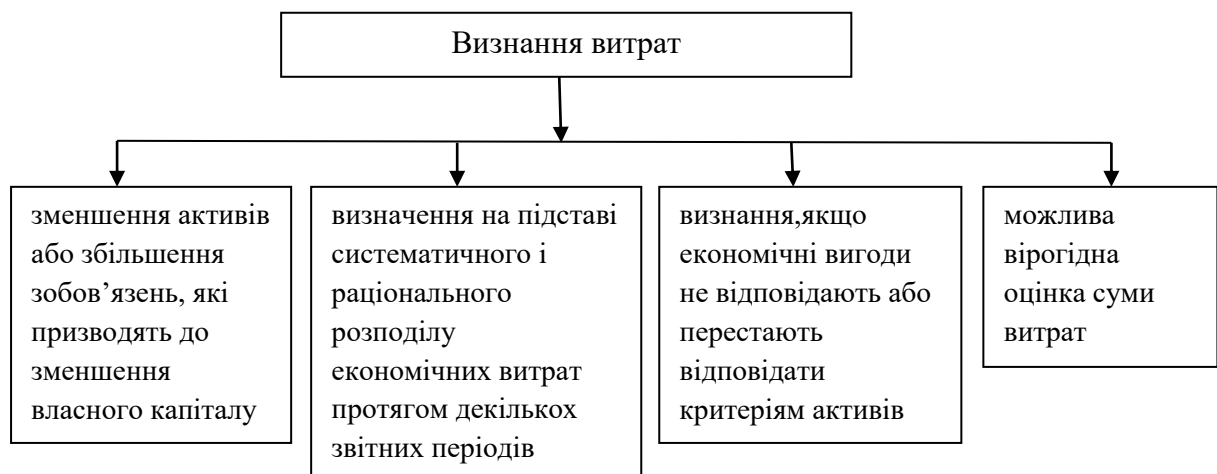 Визнання витрат
зменшення активів
або збільшення
зобов’язень, які
призводять до
зменшення
власного капіталу
визначення на підставі
систематичного і
раціонального
розподілу
економічних витрат
протягом декількох
звітних періодів
визнання,якщо
економічні вигоди
не відповідають або
перестають
відповідати
критеріям активів
можлива
вірогідна
оцінка суми
витрат